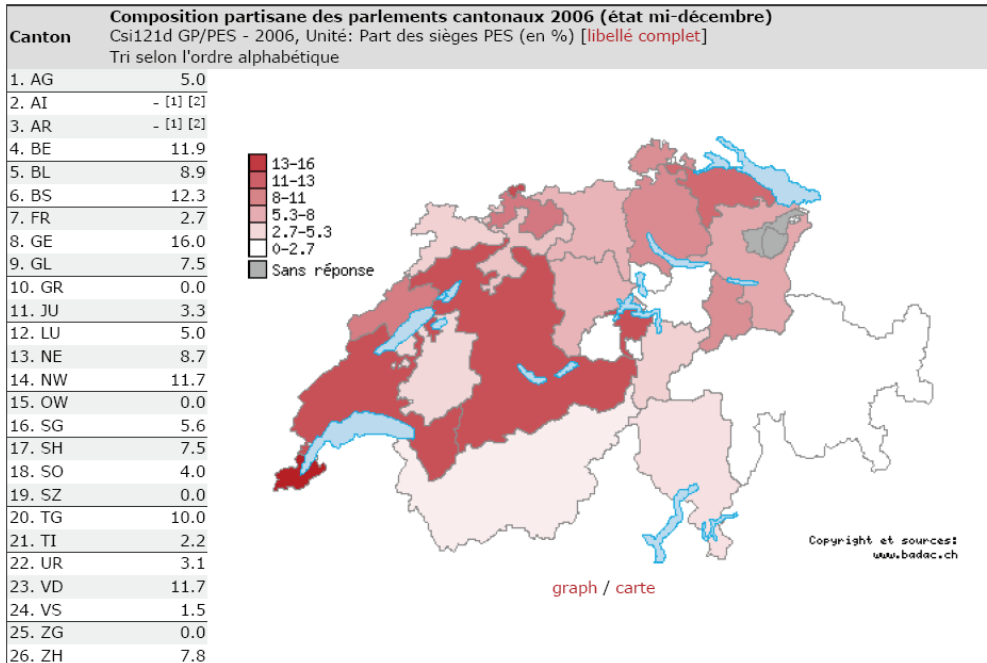 Canton
Composition partisane des parlements cantonaux 2006 (état mi-décembre)
Csi121d GP/PES - 2006, Unité: Part des sièges PES (en %) [libellé complet]
Tri selon l'ordre alphabétique
1. AG 5.0
2. AI - [1] [2]
3. AR - [1] [2]
4. BE 11.9
5. BL 8.9
6. BS 12.3
7. FR 2.7
8. GE 16.0
9. GL 7.5
10. GR 0.0
11. JU 3.3
12. LU 5.0
13. NE 8.7
14. NW 11.7
15. OW 0.0
16. SG 5.6
17. SH 7.5
18. SO 4.0
19. SZ 0.0
20. TG 10.0
21. TI 2.2
22. UR 3.1
23. VD 11.7
24. VS 1.5
25. ZG 0.0
26. ZH 7.8
13-16
11-13
8-11
5.3-8
2.7-5.3
0-2.7
Sans réponse
Copyright et sources:
www.badac.ch
graph / carte